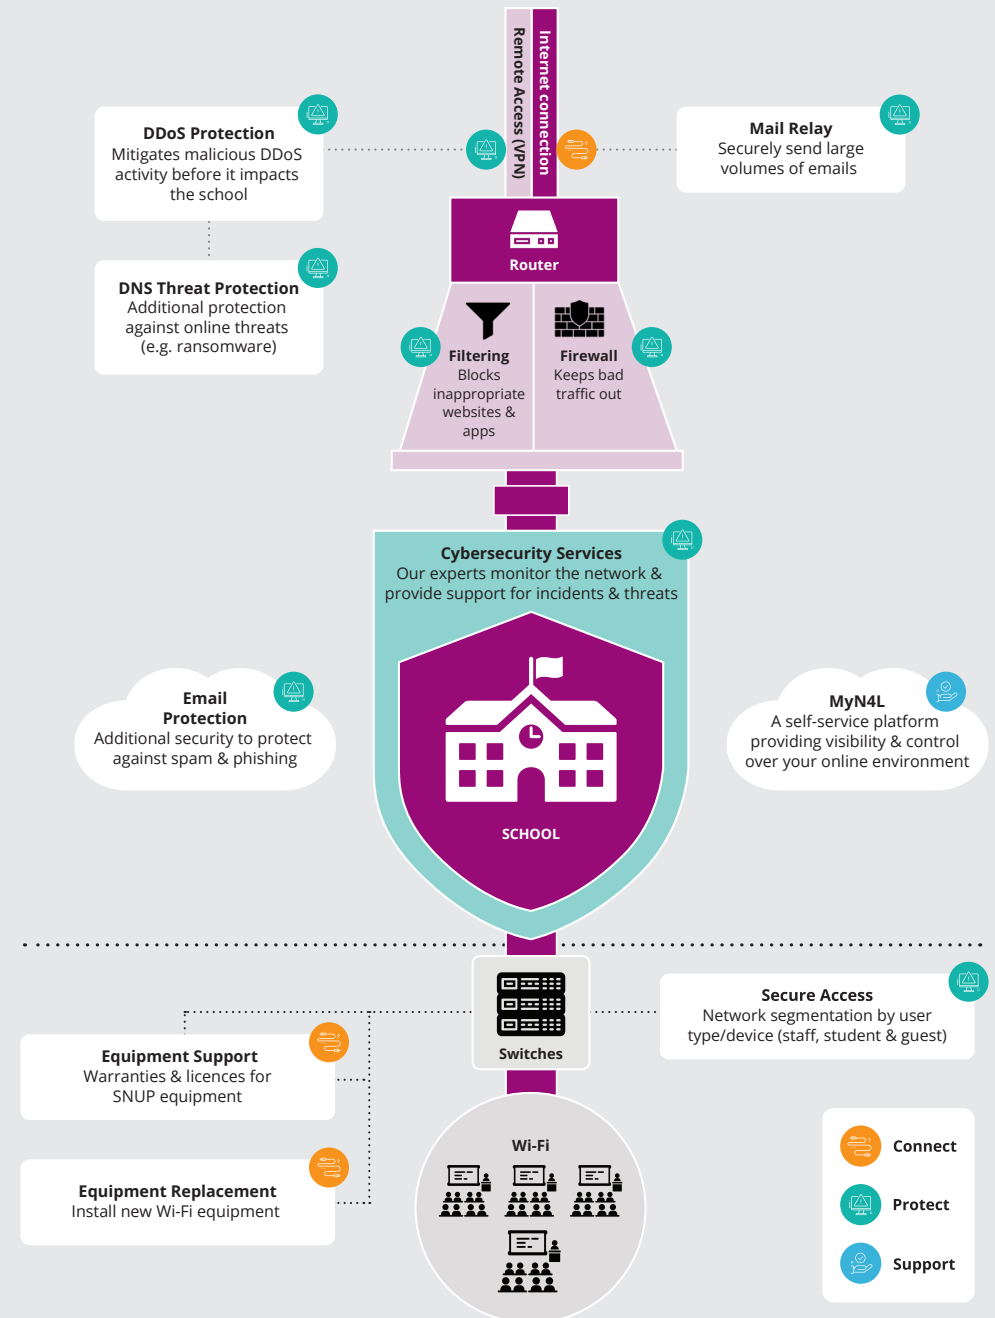 Remote Access (VPN)
Internet connection
DDoS Protection
Mitigates malicious DDoS
activity before it impacts
the school
Mail Relay
Securely send large
volumes of emails
Router
DNS Threat Protection
Additional protection
against online threats
(e.g. ransomware)
Filtering
Blocks
inappropriate
websites &
apps
Firewall
Keeps bad
traffic out
Cybersecurity Services
Our experts monitor the network &
provide support for incidents & threats
Email
Protection
Additional security to protect
against spam & phishing
MyN4L
A self-service platform
providing visibility & control
over your online environment
SCHOOL
Switches
Secure Access
Network segmentation by user
type/device (staff, student & guest)
Equipment Support
Warranties & licences for
SNUP equipment
Equipment Replacement
Install new Wi-Fi equipment
Wi-Fi
Connect
Protect
Support